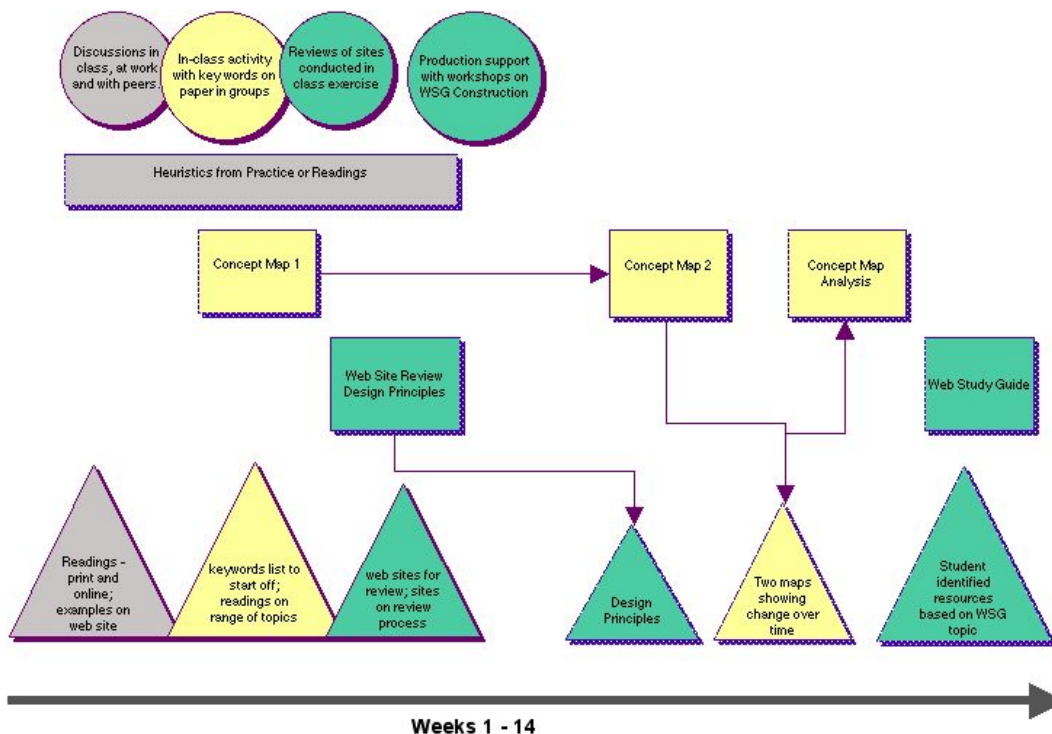 Discussions in
class, at work
and with peers.
In-class activity
with key words on
paper in groups
Reviews of sites
conducted in
class exercise
Production support
with workshops on
WSG Construction
Heuristics from Practice or Readings
Concept Map 1
Concept Map 2
Concept Map
Analysis
Web Site Review
Design Principles
Web Study Guide
Readings -
print and
online;
examples on
web site
keywords list to
start off;
readings on
range of topics
web sites for
review; sites
on review
process
Design
Principles
Two maps
showing
change over
time
Student
identified
resources
based on WSG
topic
Weeks 1 - 14